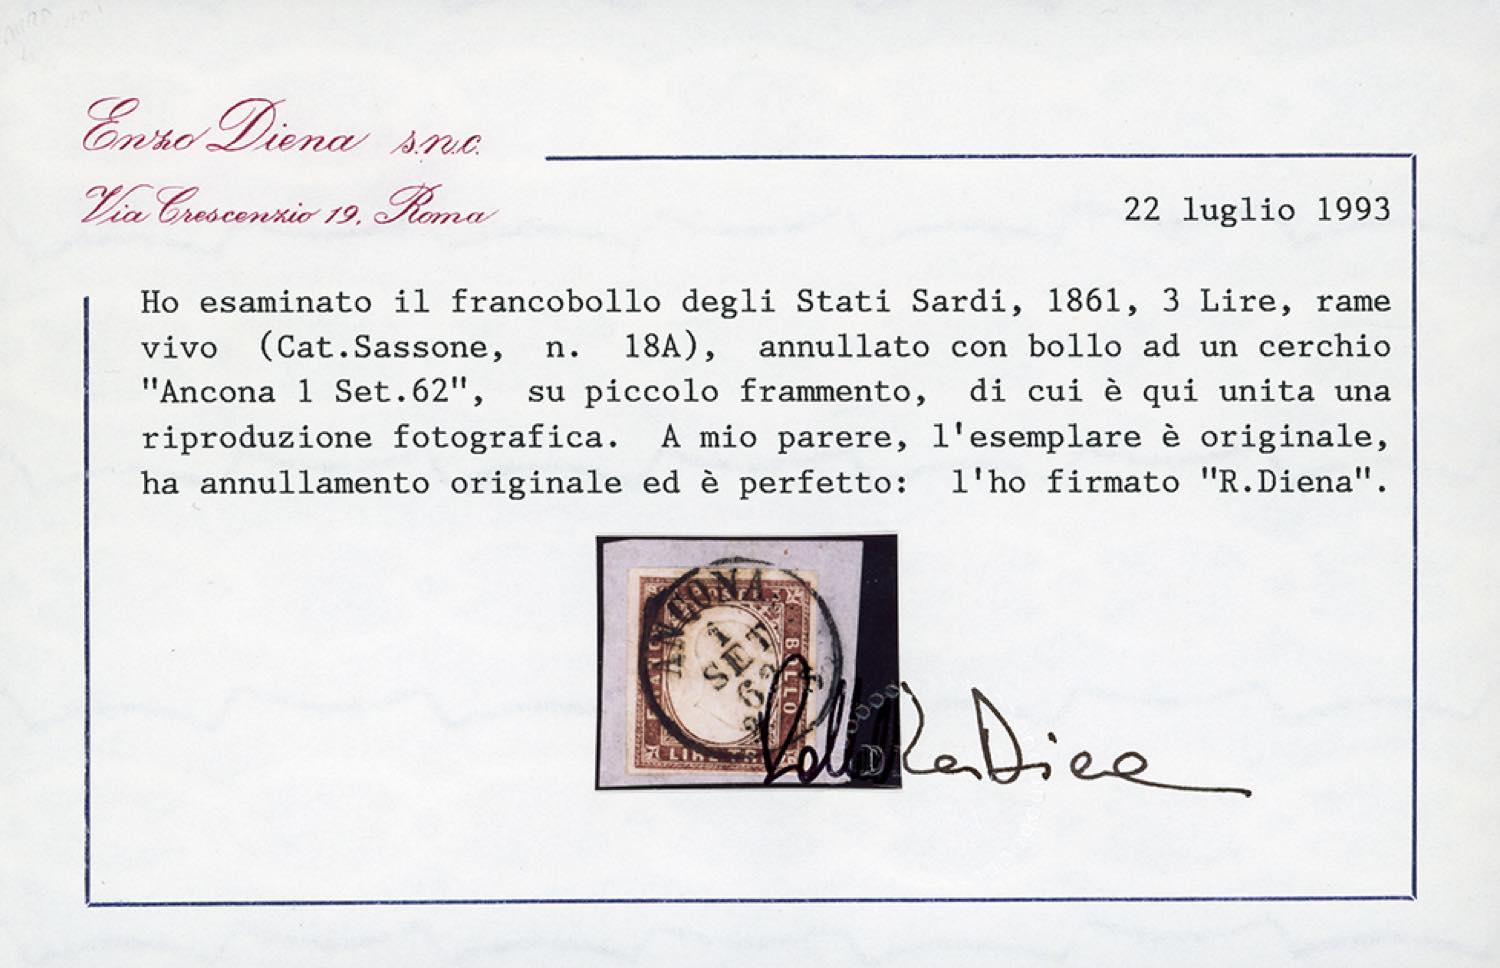 Enzo Diena s.n.c.
Via Crescenzio 19, Roma
22 luglio 1993
Ho esaminato il francobollo degli Stati Sardi, 1861, 3 Lire, rame
vivo (Cat.Sassone, n. 18A), annullato con bollo ad un cerchio
"Ancona 1 Set.62", su piccolo frammento, di cui è qui unita una
riproduzione fotografica. A mio parere, l'esemplare è originale,
ha annullamento originale ed è perfetto: l'ho firmato "R.Diena".
ANCONA.
1
SET
62
BOLLO
LIRE
Diena